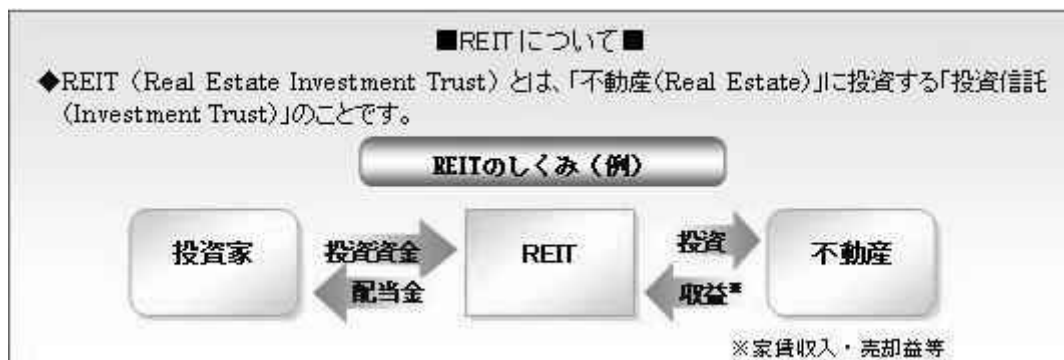 ■REITについて■
◆REIT（Real Estate Investment Trust）とは、「不動産(Real Estate)」に投資する「投資信託
(Investment Trust)」のことです。
REITのしくみ（例）
投資家 投資資金 REIT 投資 不動産
配当金 収益※
※家賃収入・売却益等